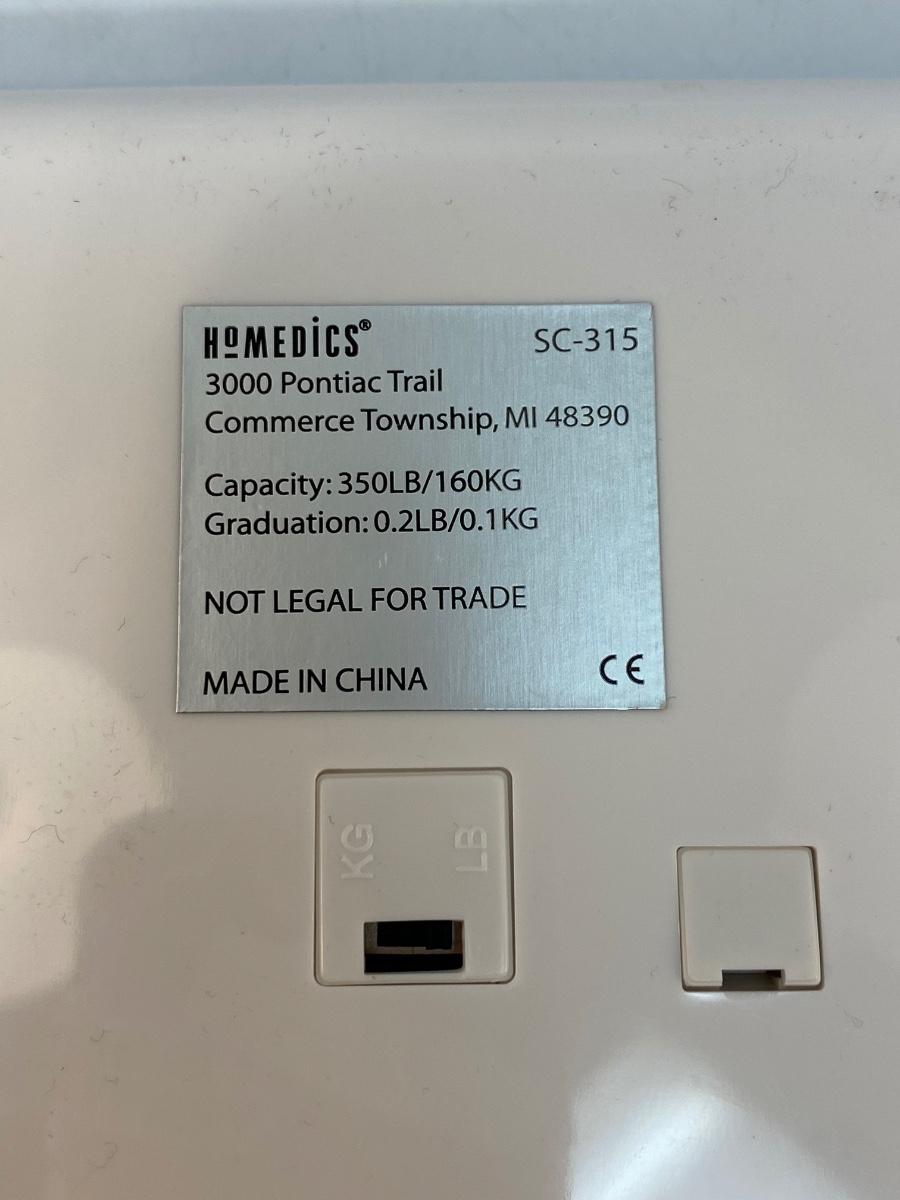 HoMEDiCS® SC-315
3000 Pontiac Trail
Commerce Township, MI 48390
Capacity: 350LB/160KG
Graduation: 0.2LB/0.1KG
NOT LEGAL FOR TRADE
MADE IN CHINA CE
KG LB